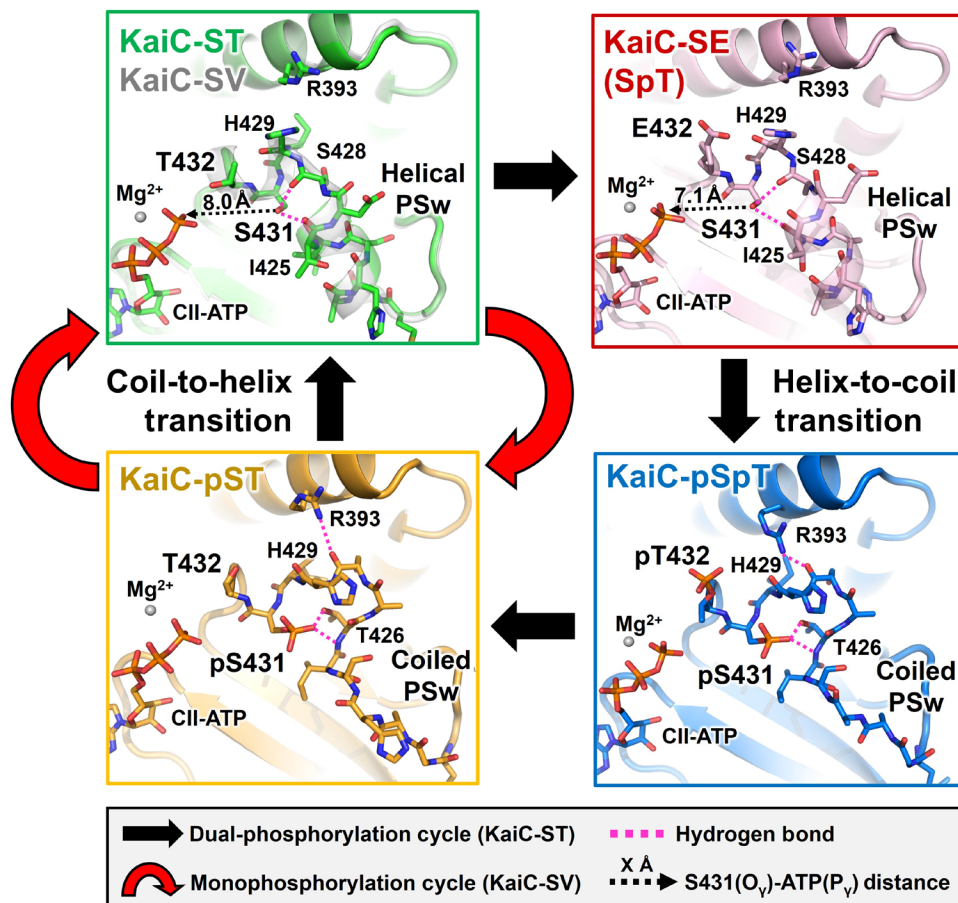 KaiC-ST
KaiC-SV
R393
H429
S428
T432
Helical
PSw
Mg²⁺
8.0 Å
S431
I425
CII-ATP
KaiC-SE
(SpT)
R393
H429
E432
S428
Mg²⁺
7.1 Å
Helical
PSw
S431
I425
CII-ATP
Coil-to-helix
transition
Helix-to-coil
transition
KaiC-pST
R393
T432
H429
Mg²⁺
T426
pS431
Coiled
PSw
CII-ATP
KaiC-pSpT
R393
pT432
H429
Mg²⁺
T426
pS431
Coiled
PSw
CII-ATP
Dual-phosphorylation cycle (KaiC-ST)
Hydrogen bond
X Å
Monophosphorylation cycle (KaiC-SV)
S431(Oγ)-ATP(Pγ) distance